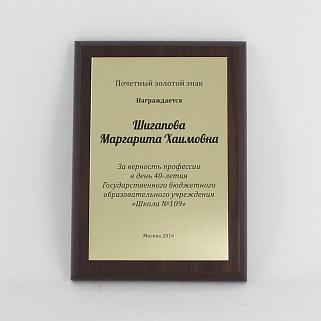 Почетный золотой знак
Награждается
Шигапова
Маргарита Хаимовна
За верность профессии
в день 40-летия
Государственного бюджетного
образовательного учреждения
«Школа №109»
Москва 2016